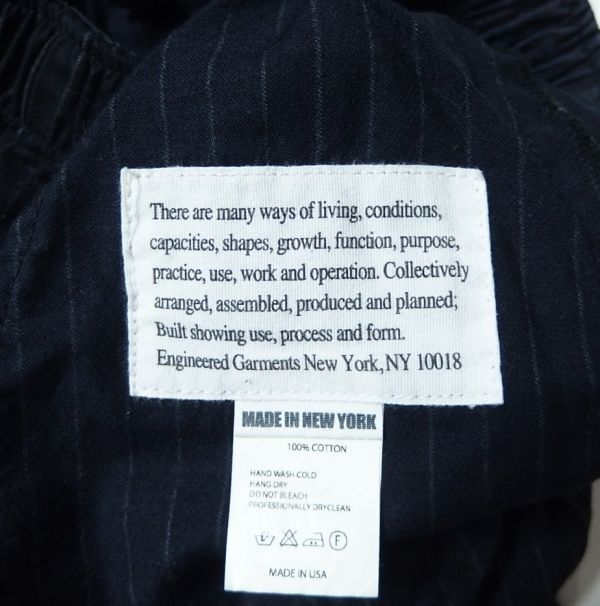 There are many ways of living, conditions,
capacities, shapes, growth, function, purpose,
practice, use, work and operation. Collectively
arranged, assembled, produced and planned;
Built showing use, process and form.
Engineered Garments New York, NY 10018
MADE IN NEW YORK
100% COTTON
HAND WASH COLD
HANG DRY
DO NOT BLEACH
PROFESSIONALLY DRYCLEAN
F
MADE IN USA